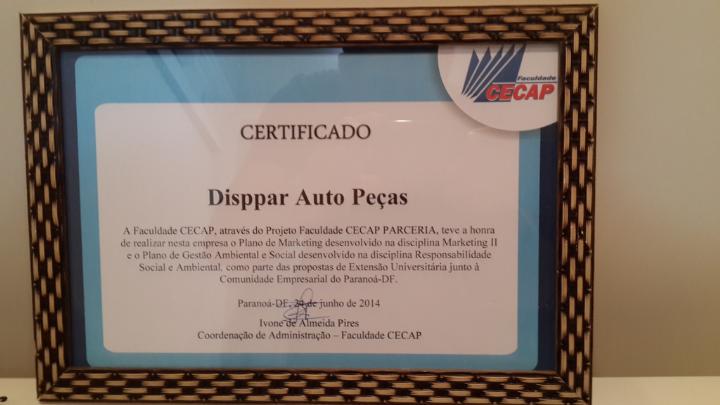 Faculdade
CECAP
CERTIFICADO
Disppar Auto Peças
A Faculdade CECAP, através do Projeto Faculdade CECAP PARCERIA, teve a honra
de realizar nesta empresa o Plano de Marketing desenvolvido na disciplina Marketing II
e o Plano de Gestão Ambiental e Social desenvolvido na disciplina Responsabilidade
Social e Ambiental, como parte das propostas de Extensão Universitária junto à
Comunidade Empresarial do Paranoá-DF.
Paranoá-DF, 24 de junho de 2014
Ivone de Almeida Pires
Coordenação de Administração – Faculdade CECAP